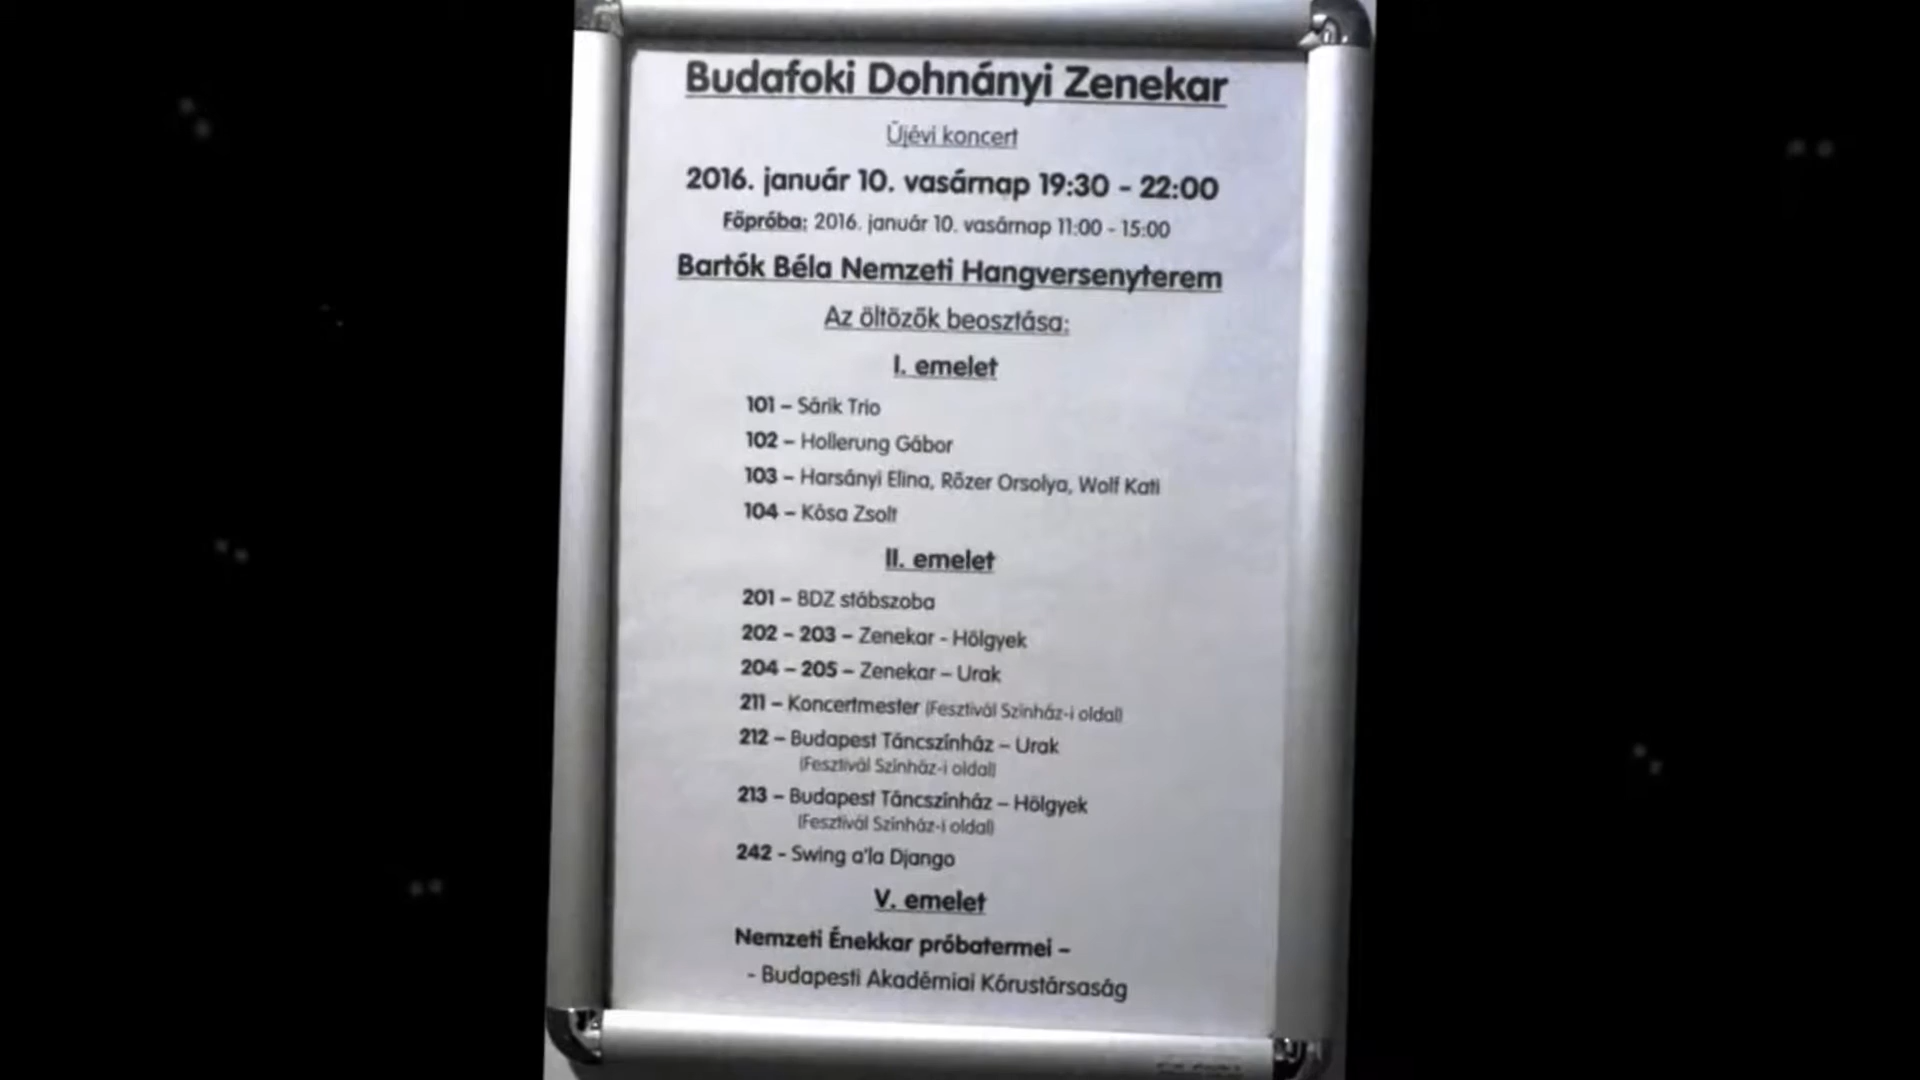 Budafoki Dohnányi Zenekar
Újévi koncert
2016. január 10. vasárnap 19:30 - 22:00
Főpróba: 2016. január 10. vasárnap 11:00 - 15:00
Bartók Béla Nemzeti Hangversenyterem
Az öltözők beosztása:
I. emelet
101 – Sárik Trio
102 – Hollerung Gábor
103 – Harsányi Elina, Rőzer Orsolya, Wolf Kati
104 – Kósa Zsolt
II. emelet
201 – BDZ stábszoba
202 – 203 – Zenekar - Hölgyek
204 – 205 – Zenekar – Urak
211 – Koncertmester (Fesztivál Színház-i oldal)
212 – Budapest Táncszínház – Urak
(Fesztivál Színház-i oldal)
213 – Budapest Táncszínház – Hölgyek
(Fesztivál Színház-i oldal)
242 - Swing a'la Django
V. emelet
Nemzeti Énekkar próbatermei –
- Budapesti Akadémiai Kórustársaság